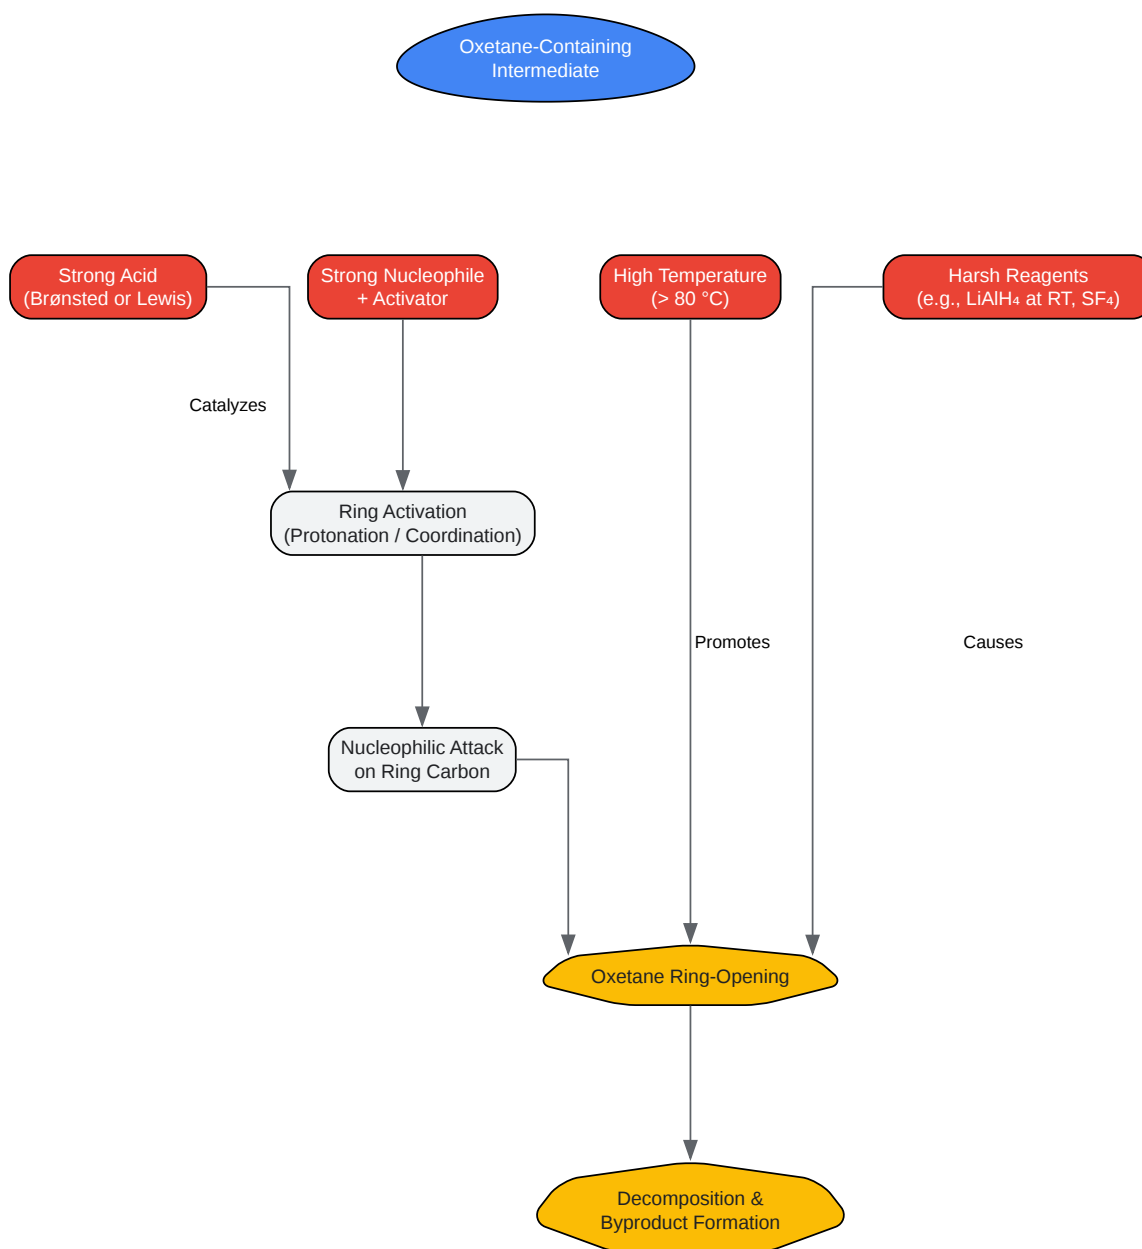 Oxetane-Containing
Intermediate
Strong Acid
(Brønsted or Lewis)
Strong Nucleophile
+ Activator
High Temperature
(> 80 °C)
Harsh Reagents
(e.g., LiAlH₄ at RT, SF₄)
Catalyzes
Ring Activation
(Protonation / Coordination)
Promotes
Causes
Nucleophilic Attack
on Ring Carbon
Oxetane Ring-Opening
Decomposition &
Byproduct Formation